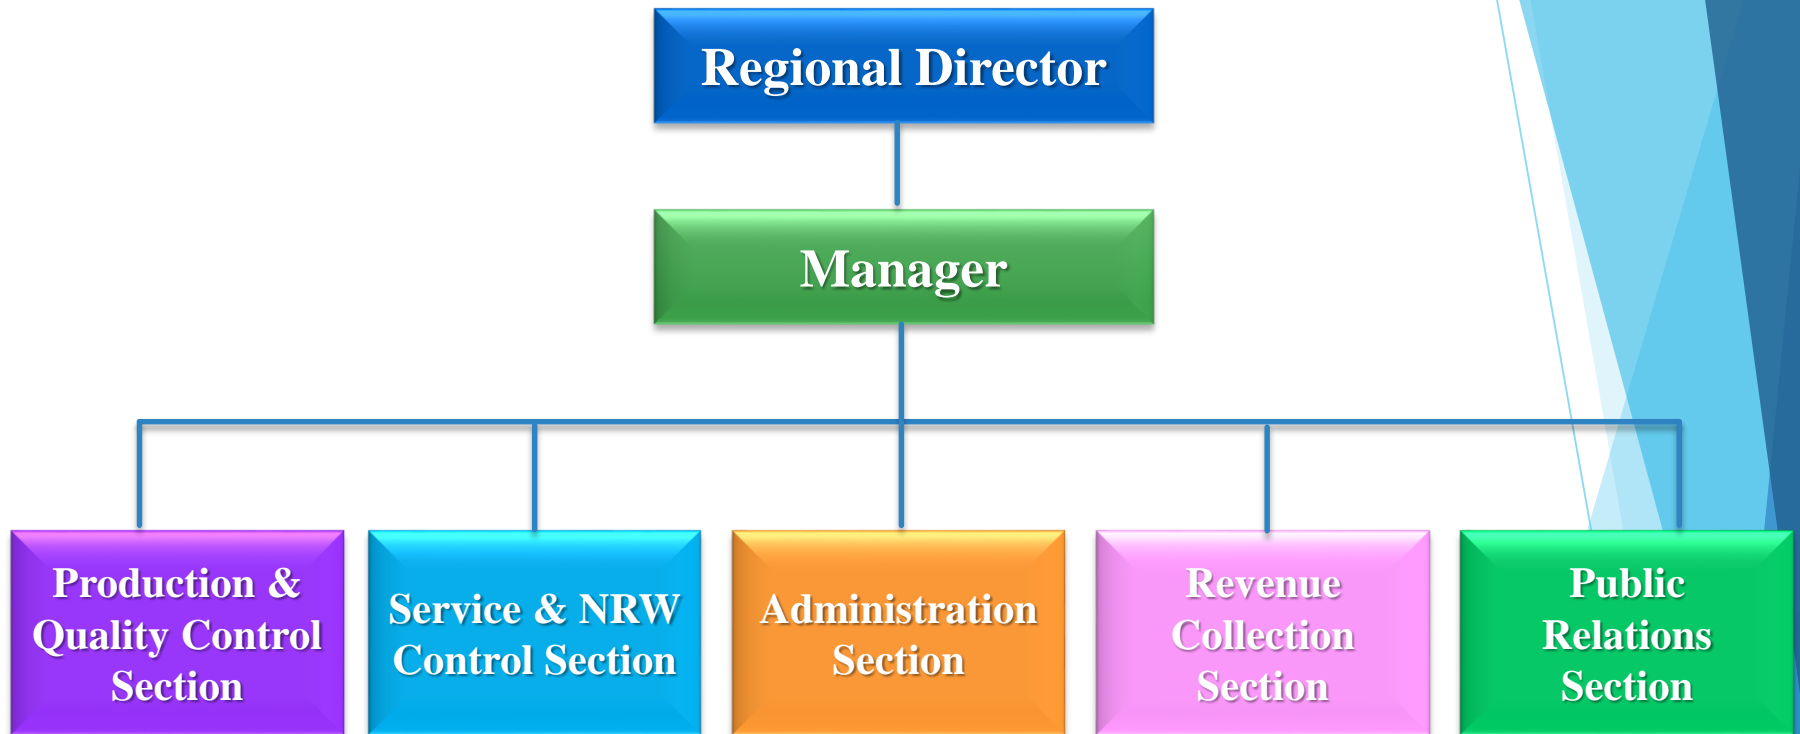 Regional Director
Manager
Production &
Quality Control
Section
Service & NRW
Control Section
Administration
Section
Revenue
Collection
Section
Public
Relations
Section